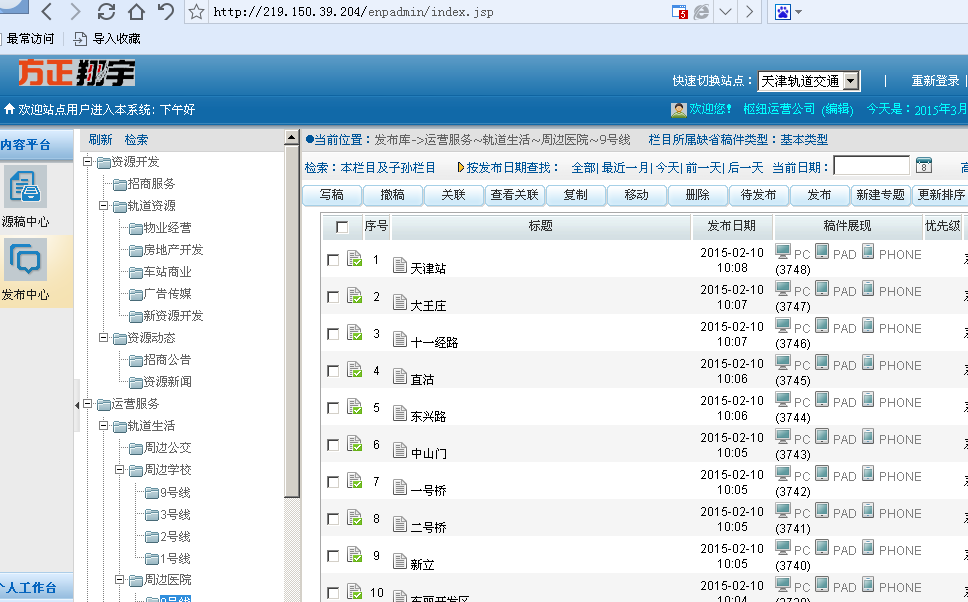 http://219.150.39.204/enpadmin/index.jsp 5
最常访问 导入收藏
方正翔宇
快速切换站点： 天津轨道交通 | 重新登录 |
欢迎站点用户进入本系统: 下午好
欢迎您! 枢纽运营公司 (编辑) 今天是：2015年3月
内容平台
源稿中心
发布中心
个人工作台
刷新 检索
资源开发
招商服务
轨道资源
物业经营
房地产开发
车站商业
广告传媒
新资源开发
资源动态
招商公告
资源新闻
运营服务
轨道生活
周边公交
周边学校
9号线
3号线
2号线
1号线
周边医院
9号线
●当前位置：发布库->运营服务~轨道生活~周边医院~9号线 栏目所属缺省稿件类型：基本类型
检索：本栏目及子孙栏目 按发布日期查找： 全部|最近一月|今天|前一天|后一天 当前日期： 8
写稿 撤稿 关联 查看关联 复制 移动 删除 待发布 发布 新建专题 更新排序
序号 标题 发布日期 稿件展现 优先级
1 天津站 2015-02-10 10:08 PC PAD PHONE (3748)
2 大王庄 2015-02-10 10:07 PC PAD PHONE (3747)
3 十一经路 2015-02-10 10:07 PC PAD PHONE (3746)
4 直沽 2015-02-10 10:06 PC PAD PHONE (3745)
5 东兴路 2015-02-10 10:06 PC PAD PHONE (3744)
6 中山门 2015-02-10 10:05 PC PAD PHONE (3743)
7 一号桥 2015-02-10 10:05 PC PAD PHONE (3742)
8 二号桥 2015-02-10 10:05 PC PAD PHONE (3741)
9 新立 2015-02-10 10:05 PC PAD PHONE (3740)
10 东丽开发区 2015-02-10 10:04 PC PAD PHONE